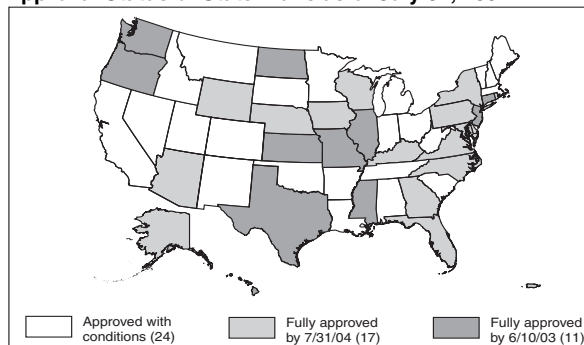 Approved with
conditions (24)
Fully approved
by 7/31/04 (17)
Fully approved
by 6/10/03 (11)